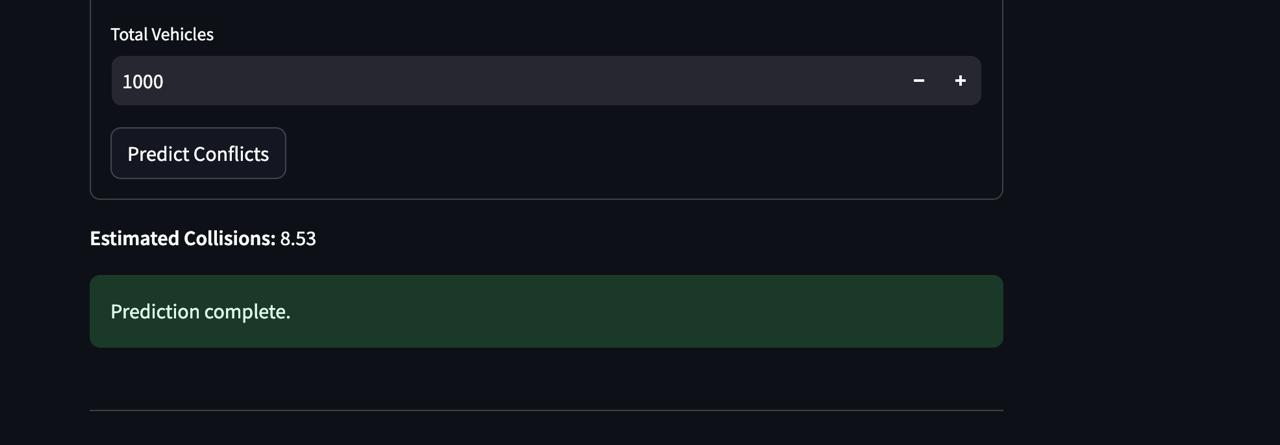 Total Vehicles
1000 − +
Predict Conflicts
Estimated Collisions: 8.53
Prediction complete.